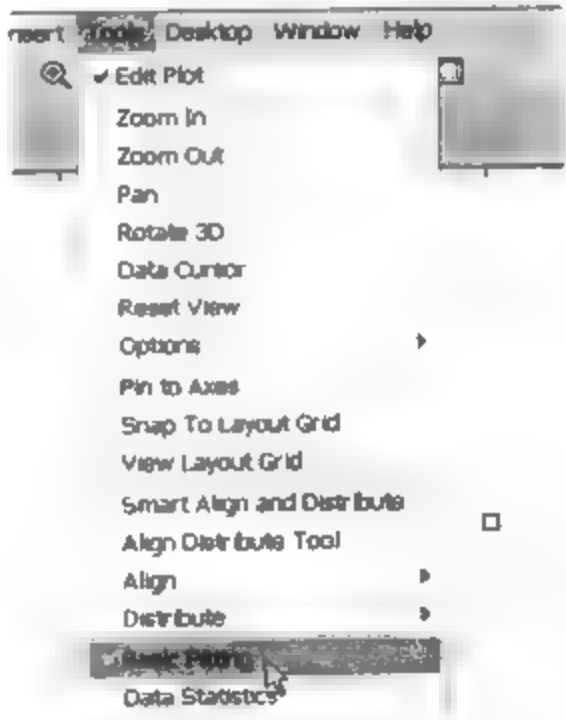 Tools Desktop Window Help
Edit Plot
Zoom In
Zoom Out
Pan
Rotate 3D
Data Cursor
Reset View
Options
Pin to Axes
Snap To Layout Grid
View Layout Grid
Smart Align and Distribute
Align Distribute Tool
Align
Distribute
Data Statistics